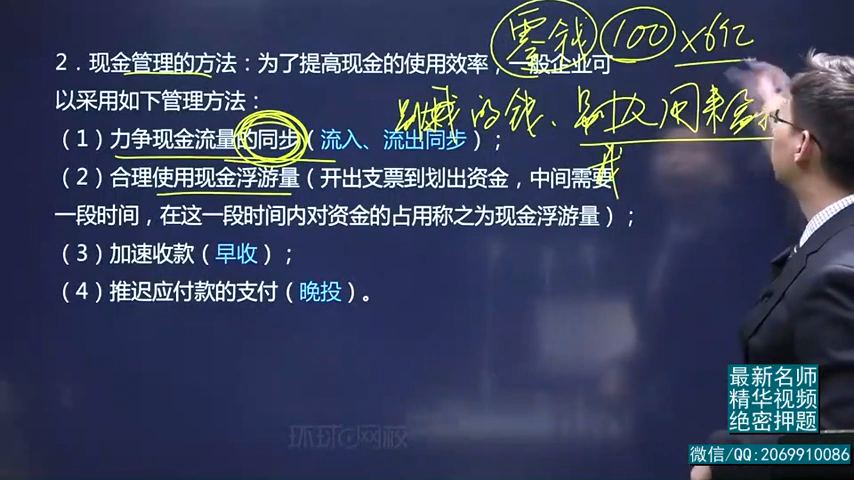 零钱 100 ×6亿
2．现金管理的方法：为了提高现金的使用效率，一般企业可
以采用如下管理方法：
别 的钱、
（1）力争现金流量的同步（流入、流出同步）；
（2）合理使用现金浮游量（开出支票到划出资金，中间需要
一段时间，在这一段时间内对资金的占用称之为现金浮游量）；
（3）加速收款（早收）；
（4）推迟应付款的支付（晚投）。
环球网校
最新名师
精华视频
绝密押题
微信/QQ:2069910086